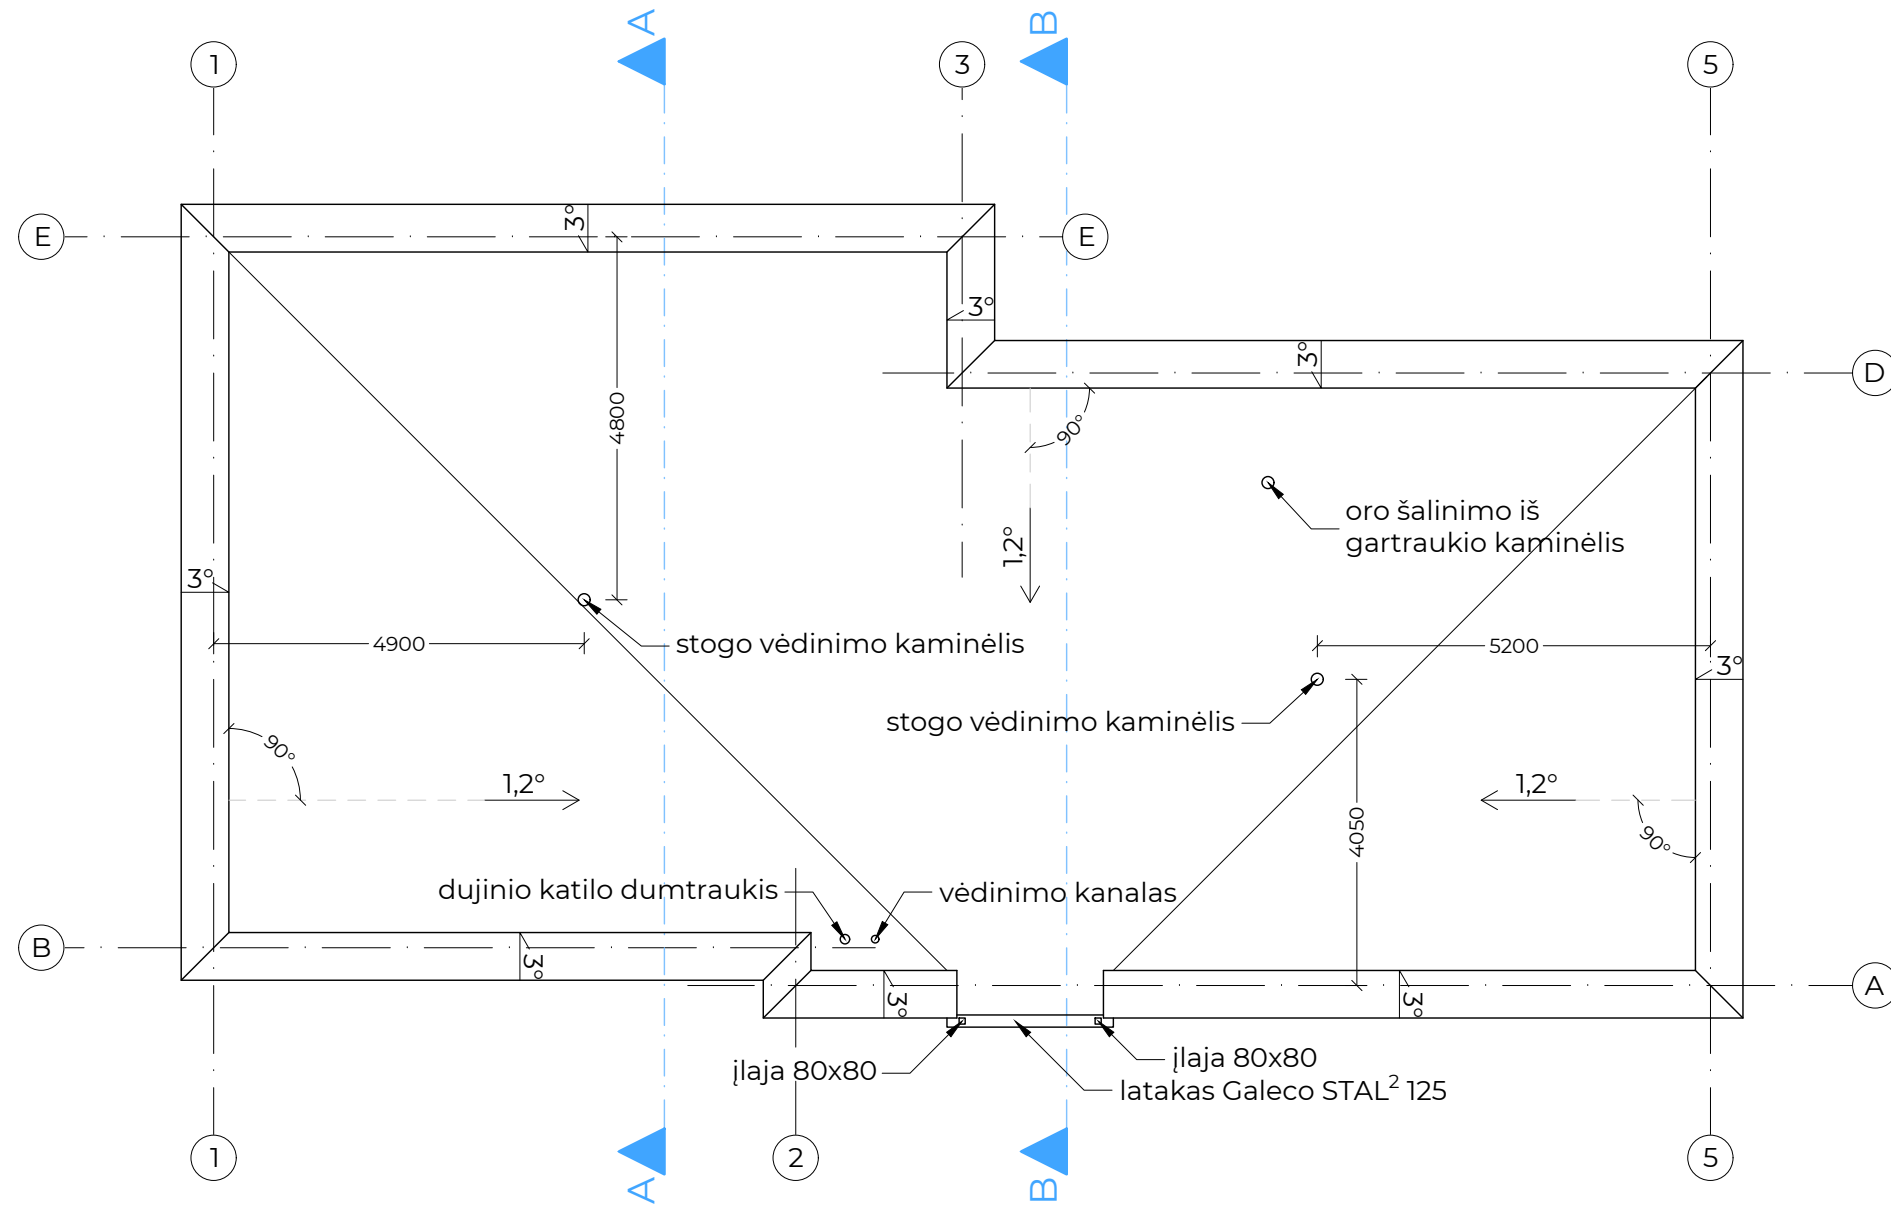 A
B
1
3
5
E
3°
E
3°
3°
D
4800
90°
oro šalinimo iš
gartraukio kaminėlis
1,2°
3°
4900
stogo vėdinimo kaminėlis
5200
3°
stogo vėdinimo kaminėlis
90°
1,2°
1,2°
4050
90°
dujinio katilo dumtraukis
vėdinimo kanalas
B
3°
3°
3°
A
įlaja 80x80
įlaja 80x80
latakas Galeco STAL² 125
1
2
5
A
B